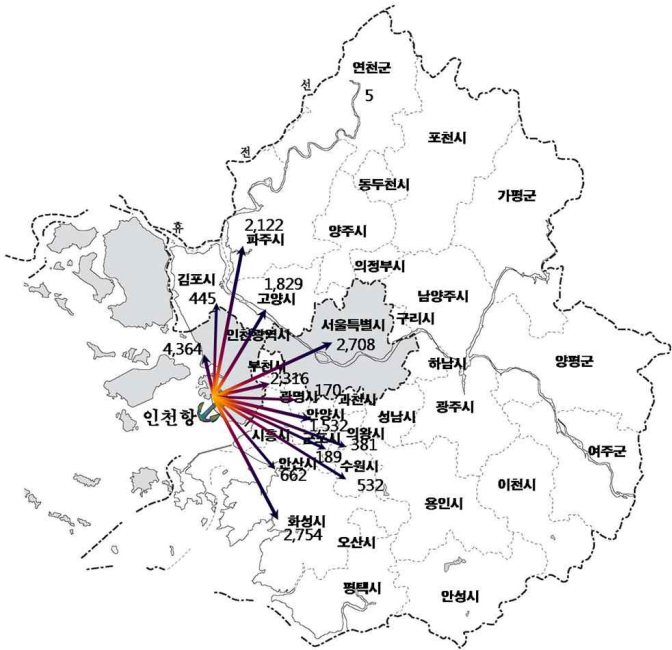 연천군
5
선
포천시
전
동두천시
가평군
휴
2,122
파주시
양주시
의정부시
김포시
445
1,829
고양시
남양주시
인천광역시
서울특별시
구리시
4,364
2,708
부천시
2,316
하남시
양평군
광명시
170
과천시
인천항
안양시
1,532
성남시
광주시
시흥시
군포시
의왕시
381
189
여주군
안산시
662
수원시
532
용인시
이천시
화성시
2,754
오산시
평택시
안성시